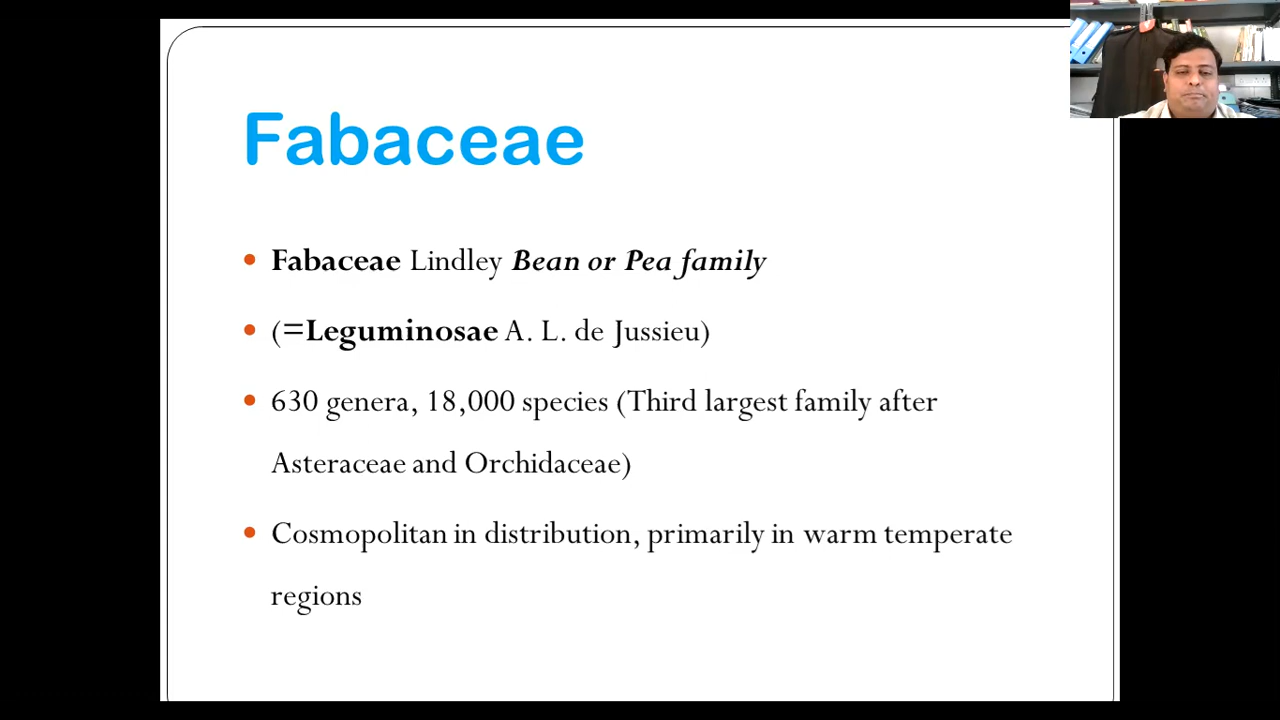 Fabaceae
• Fabaceae Lindley Bean or Pea family
• (=Leguminosae A. L. de Jussieu)
• 630 genera, 18,000 species (Third largest family after
Asteraceae and Orchidaceae)
• Cosmopolitan in distribution, primarily in warm temperate
regions